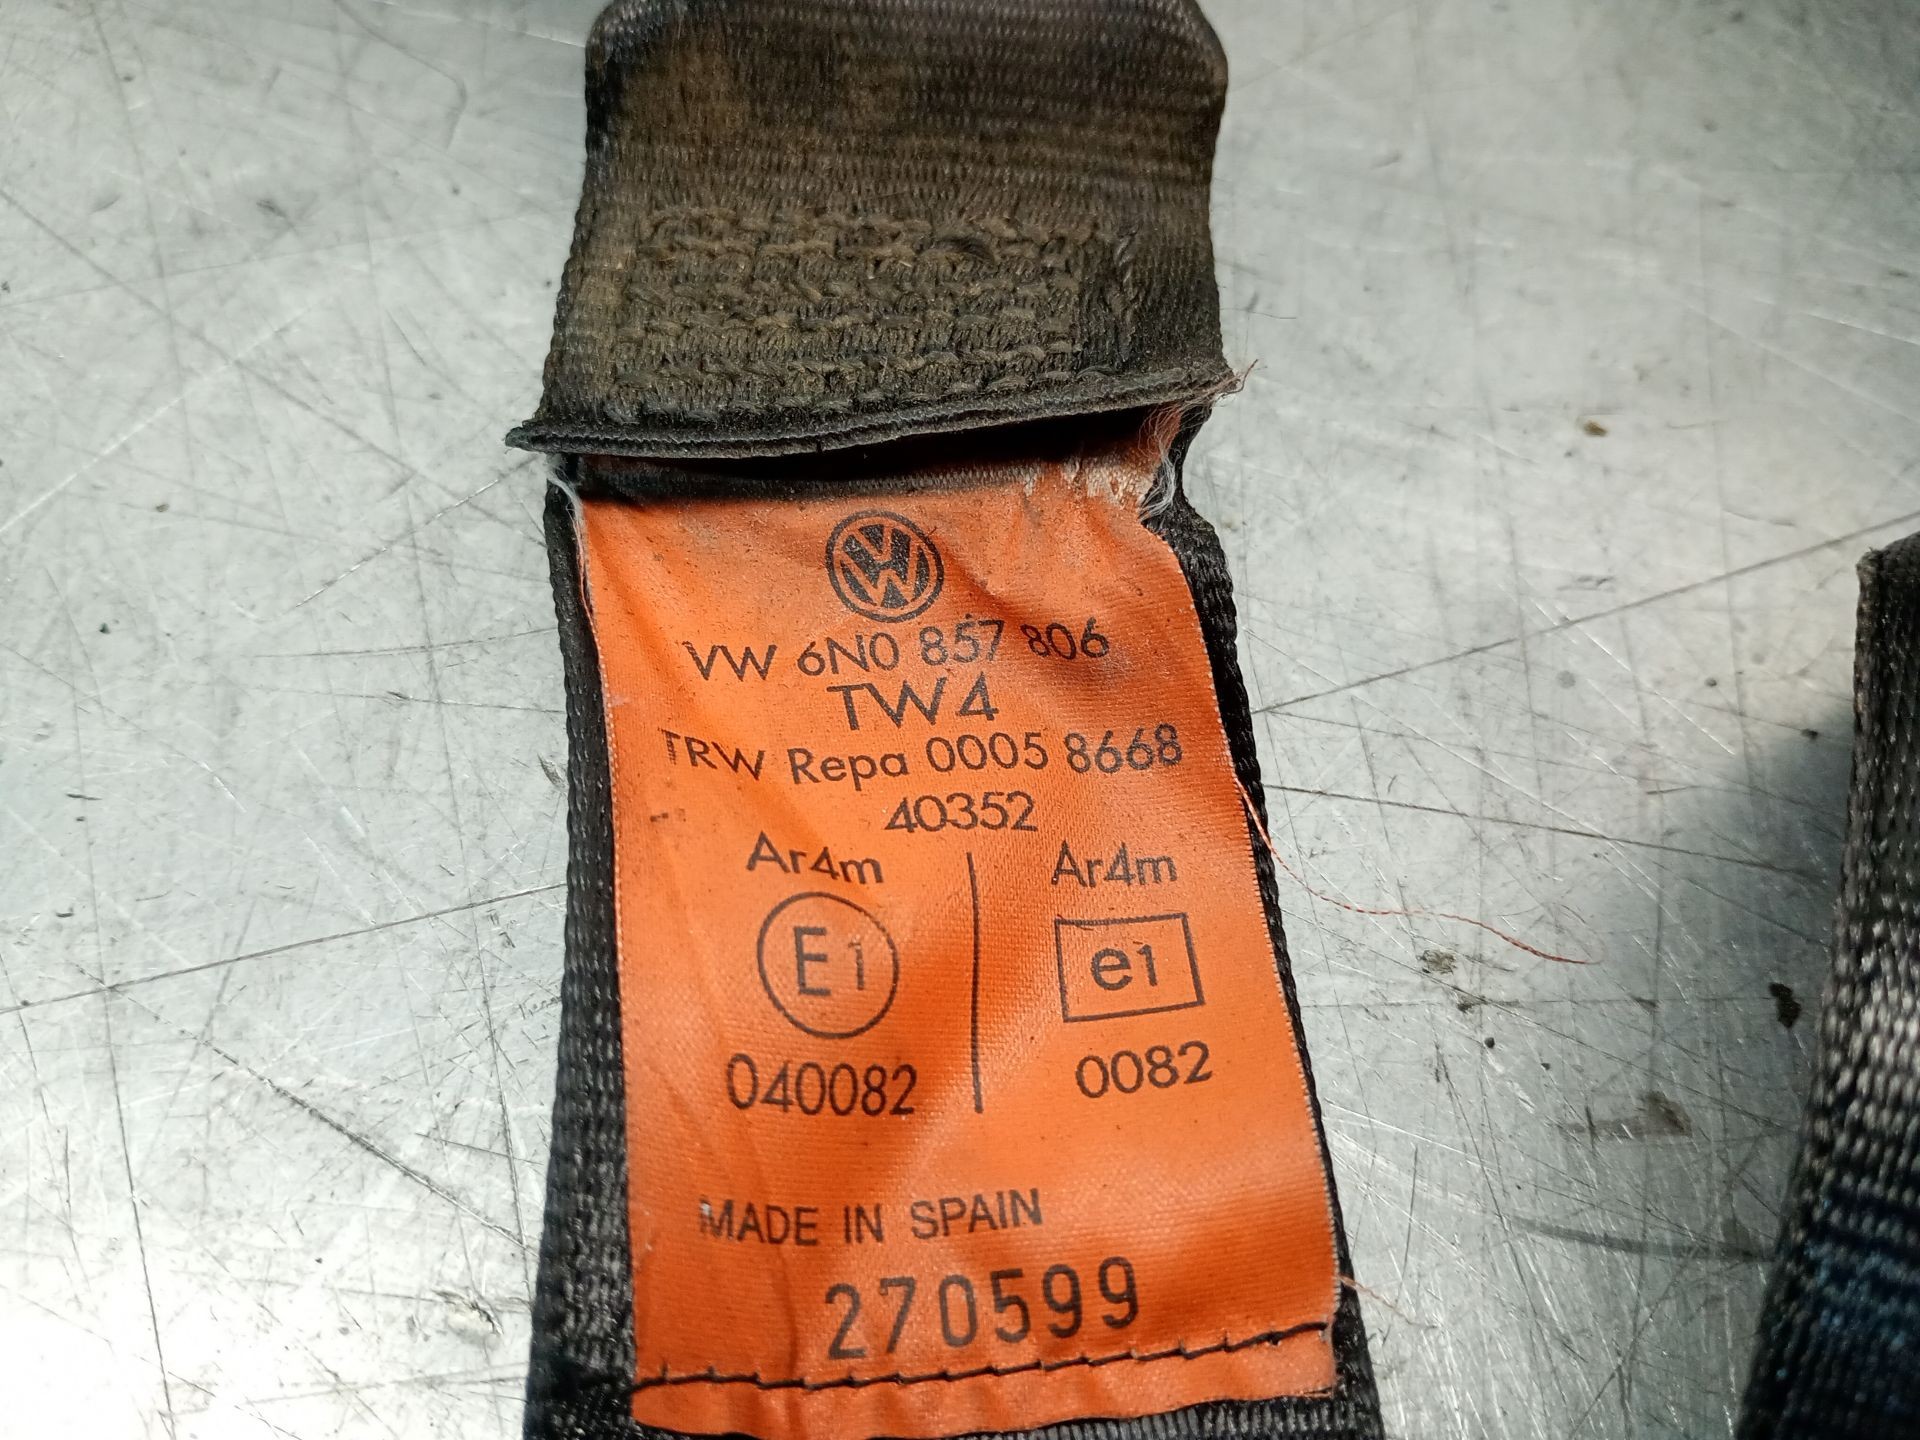 VW 6N0 857 806
TW4
TRW Repa 0005 8668
40352
Ar4m Ar4m
E1 e1
040082 0082
MADE IN SPAIN
270599